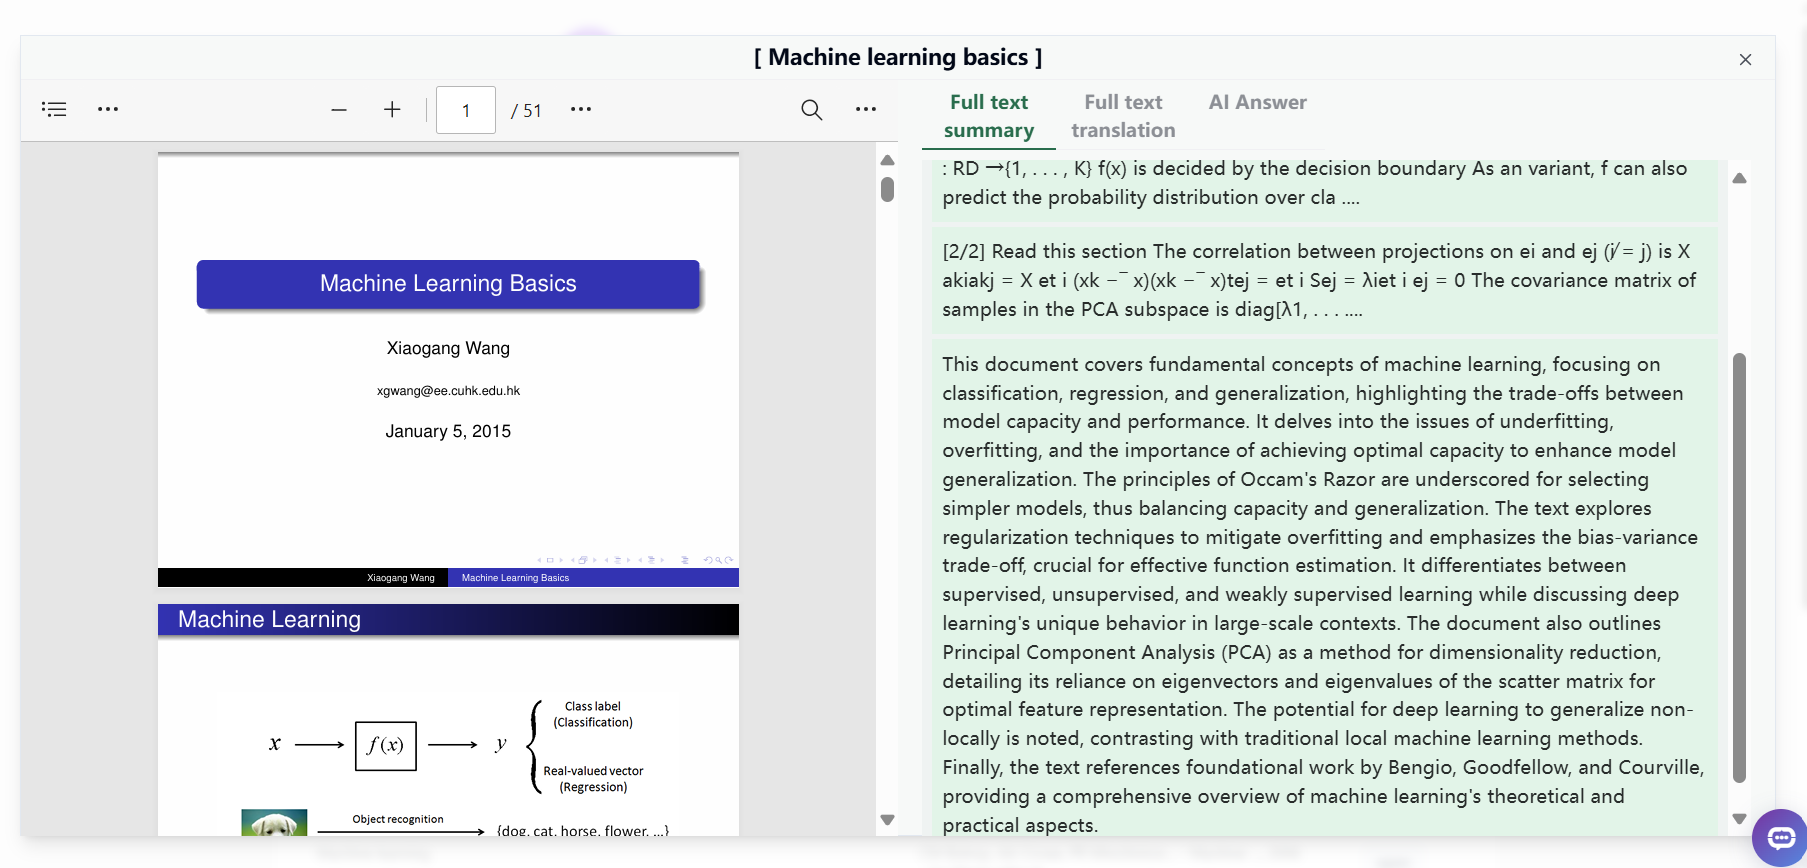 [ Machine learning basics ]
1 / 51
Full text summary
Full text translation
AI Answer
Machine Learning Basics
Xiaogang Wang
xgwang@ee.cuhk.edu.hk
January 5, 2015
Xiaogang Wang
Machine Learning Basics
Machine Learning
x
f(x)
y
Class label
(Classification)
Real-valued vector
(Regression)
Object recognition
{dog, cat, horse, flower, ...}
: RD →{1, . . . , K} f(x) is decided by the decision boundary As an variant, f can also
predict the probability distribution over cla ....
[2/2] Read this section The correlation between projections on ei and ej (i̸ = j) is X
akiakj = X et i (xk − ̄ x)(xk − ̄ x)tej = et i Sej = λiet i ej = 0 The covariance matrix of
samples in the PCA subspace is diag[λ1, . . . ....
This document covers fundamental concepts of machine learning, focusing on
classification, regression, and generalization, highlighting the trade-offs between
model capacity and performance. It delves into the issues of underfitting,
overfitting, and the importance of achieving optimal capacity to enhance model
generalization. The principles of Occam's Razor are underscored for selecting
simpler models, thus balancing capacity and generalization. The text explores
regularization techniques to mitigate overfitting and emphasizes the bias-variance
trade-off, crucial for effective function estimation. It differentiates between
supervised, unsupervised, and weakly supervised learning while discussing deep
learning's unique behavior in large-scale contexts. The document also outlines
Principal Component Analysis (PCA) as a method for dimensionality reduction,
detailing its reliance on eigenvectors and eigenvalues of the scatter matrix for
optimal feature representation. The potential for deep learning to generalize non-
locally is noted, contrasting with traditional local machine learning methods.
Finally, the text references foundational work by Bengio, Goodfellow, and Courville,
providing a comprehensive overview of machine learning's theoretical and
practical aspects.